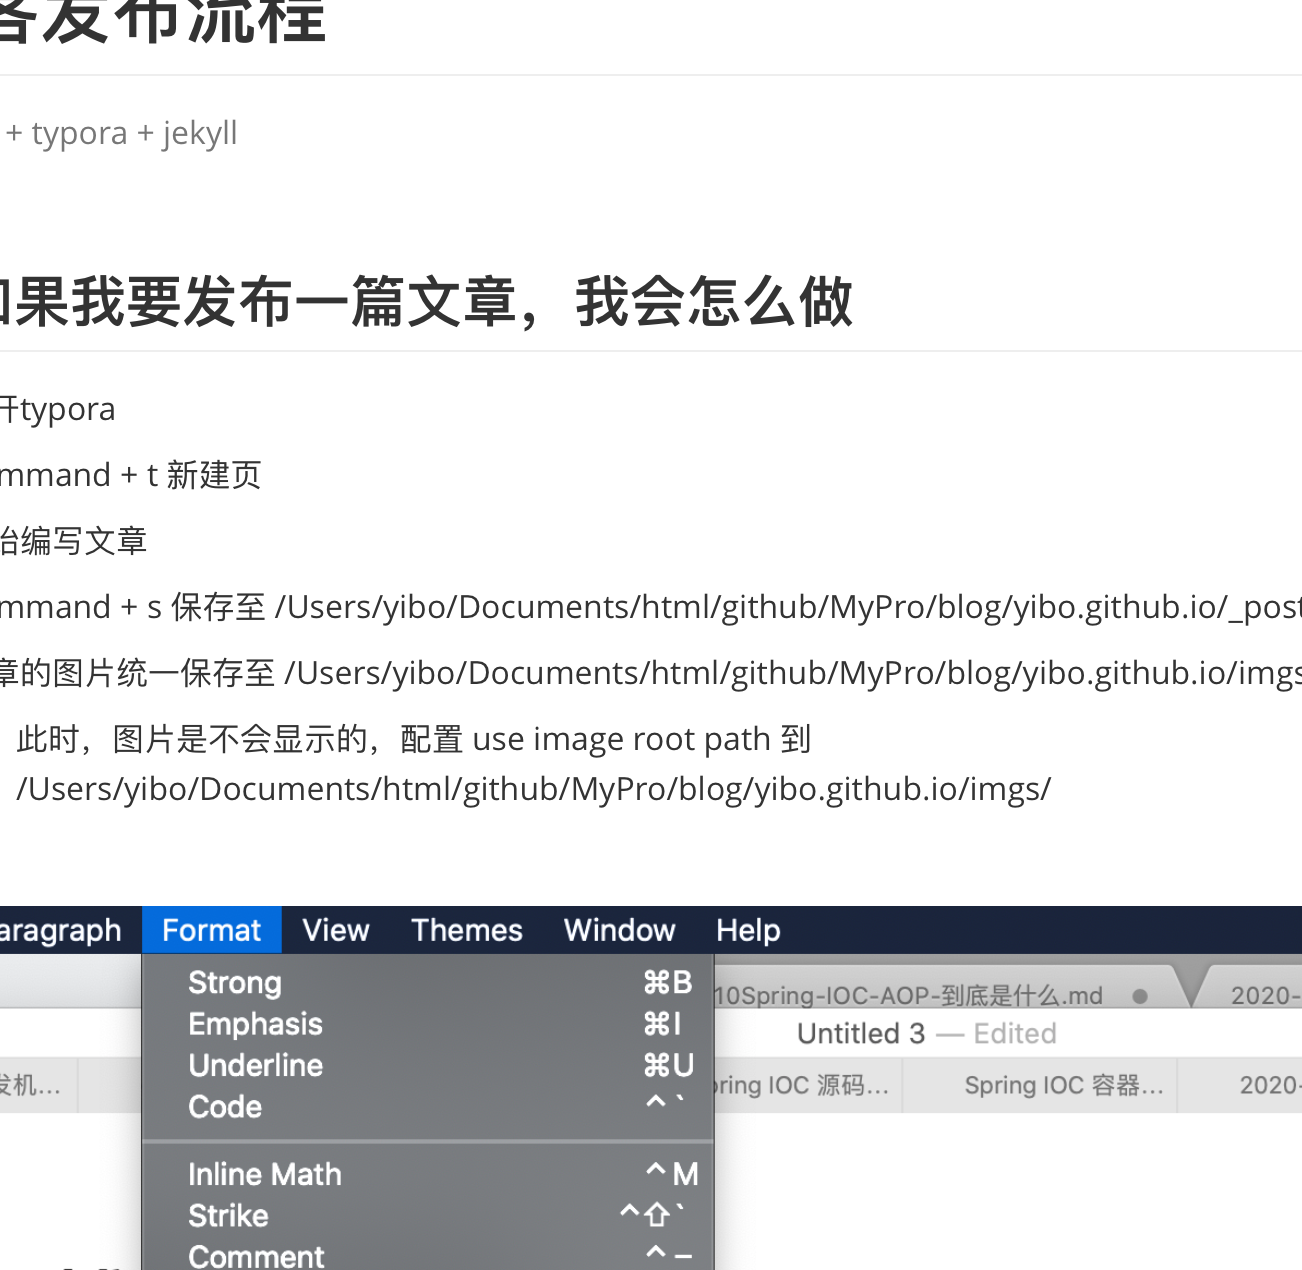 客发布流程
+ typora + jekyll
如果我要发布一篇文章，我会怎么做
开typora
mmand + t 新建页
始编写文章
mmand + s 保存至 /Users/yibo/Documents/html/github/MyPro/blog/yibo.github.io/_post
章的图片统一保存至 /Users/yibo/Documents/html/github/MyPro/blog/yibo.github.io/imgs
此时，图片是不会显示的，配置 use image root path 到
/Users/yibo/Documents/html/github/MyPro/blog/yibo.github.io/imgs/
aragraph Format View Themes Window Help
Strong ⌘B
10Spring-IOC-AOP-到底是什么.md 2020-
Emphasis ⌘I
Untitled 3 — Edited
Underline ⌘U
发机... pring IOC 源码... Spring IOC 容器... 2020-
Code ^ `
Inline Math ^ M
Strike ^⇧`
Comment ^ –